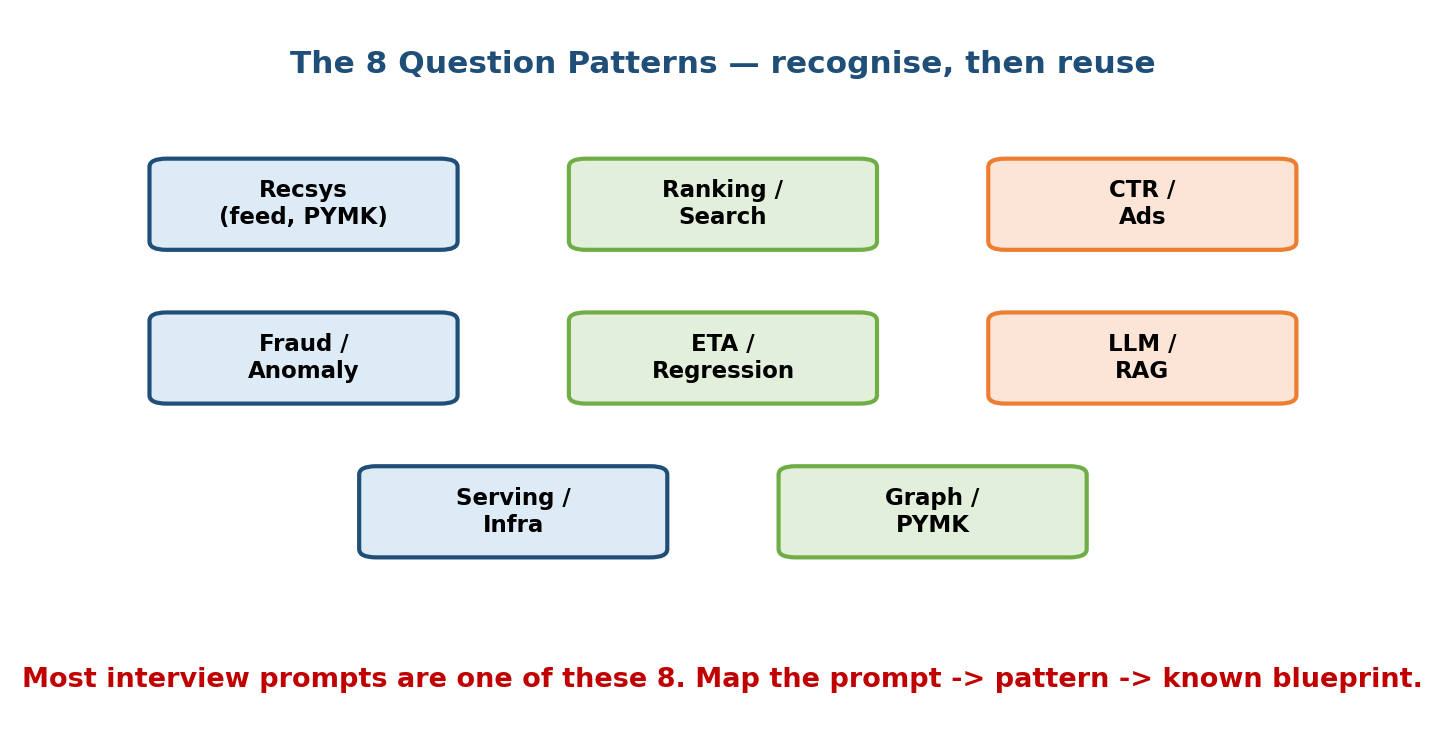 The 8 Question Patterns — recognise, then reuse
Recsys
(feed, PYMK)
Ranking /
Search
CTR /
Ads
Fraud /
Anomaly
ETA /
Regression
LLM /
RAG
Serving /
Infra
Graph /
PYMK
Most interview prompts are one of these 8. Map the prompt -> pattern -> known blueprint.